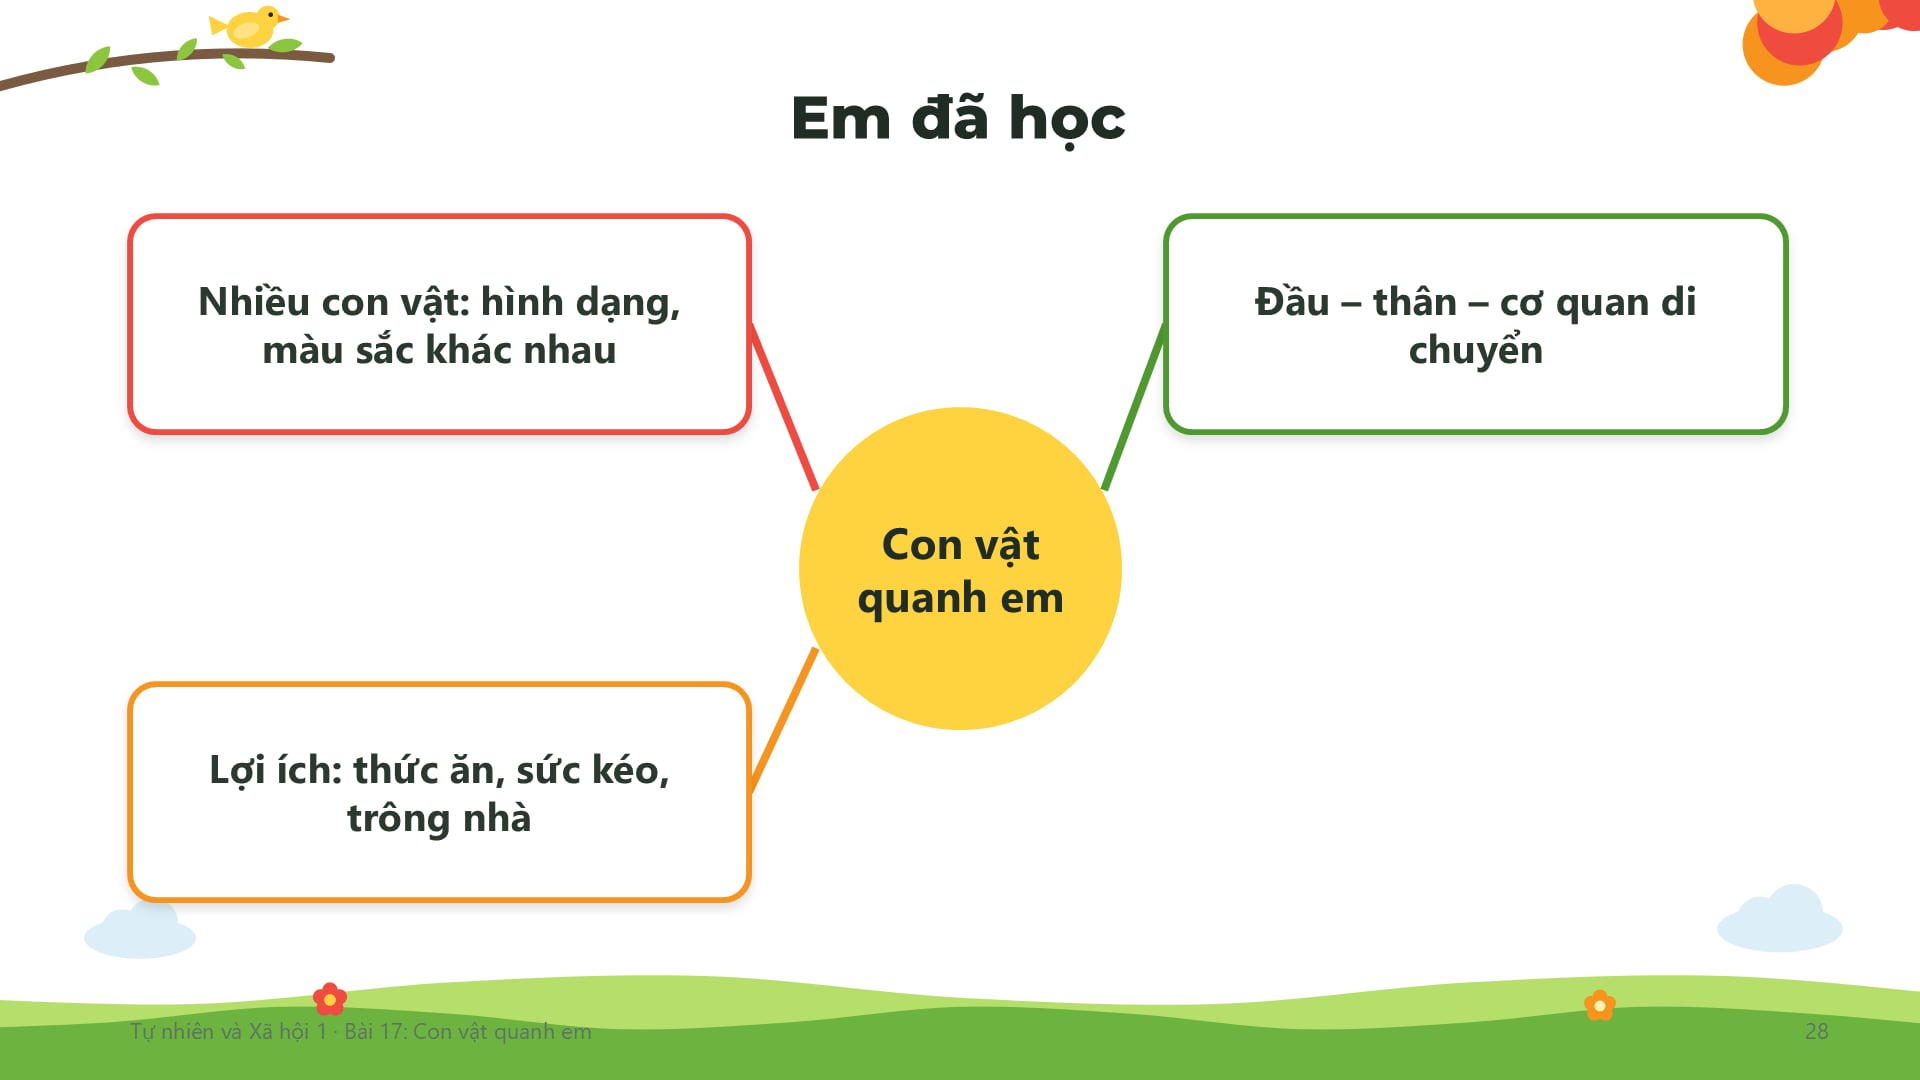 Em đã học
Nhiều con vật: hình dạng,
màu sắc khác nhau
Đầu – thân – cơ quan di
chuyển
Con vật
quanh em
Lợi ích: thức ăn, sức kéo,
trông nhà
Tự nhiên và Xã hội 1 · Bài 17: Con vật quanh em
28